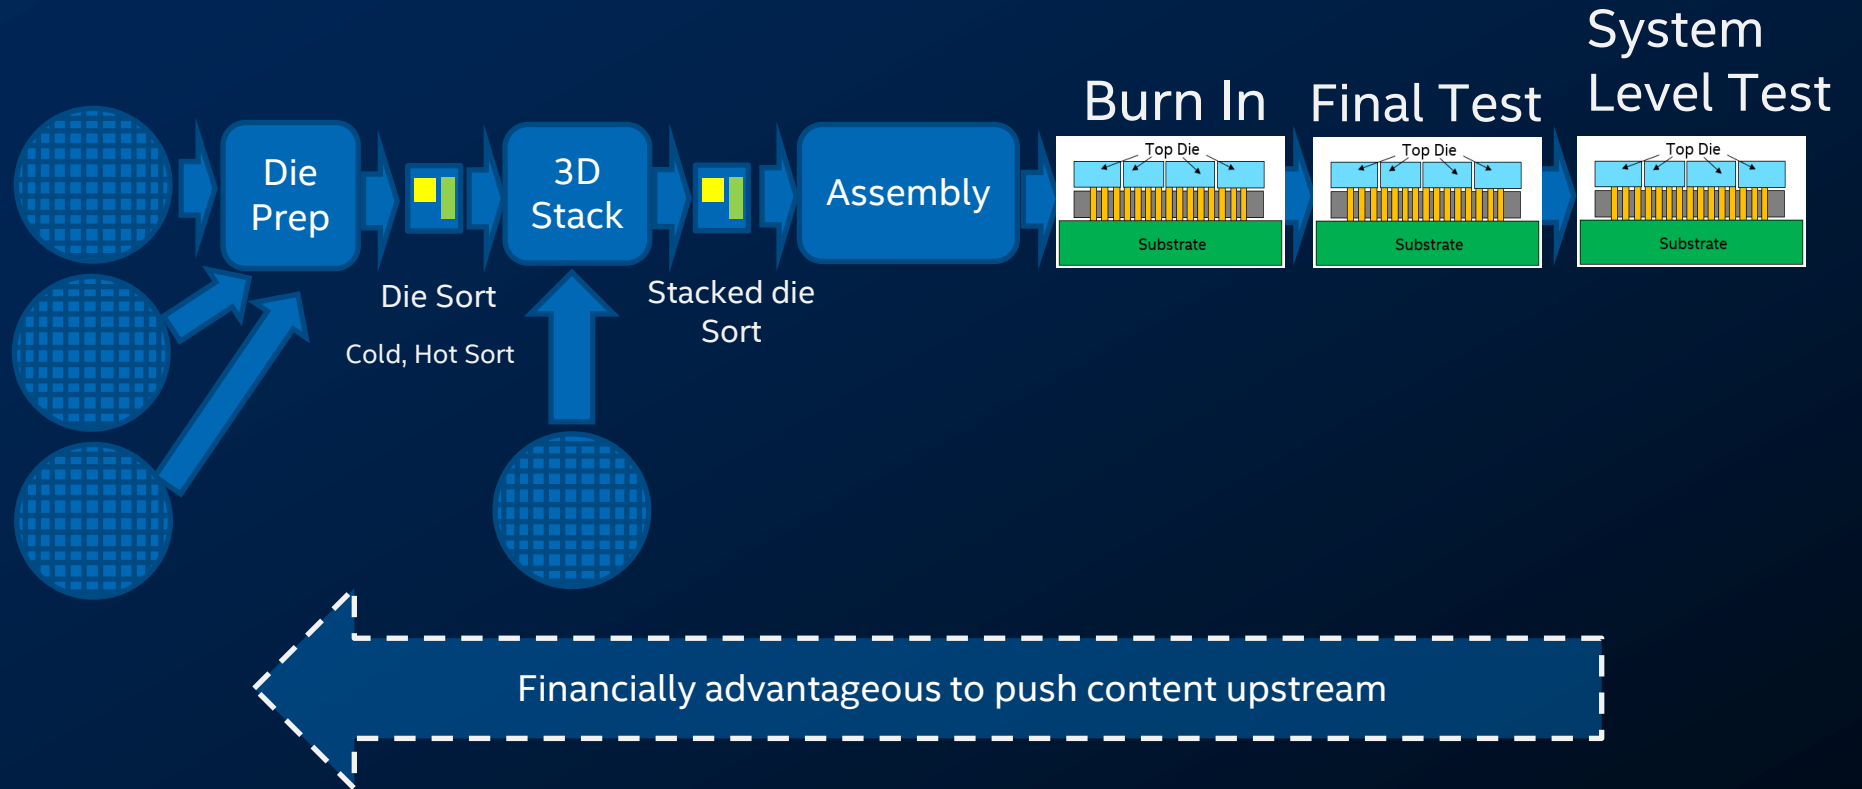 System
Level Test
Burn In
Final Test
Die
Prep
3D
Stack
Assembly
Top Die
Substrate
Top Die
Substrate
Top Die
Substrate
Die Sort
Cold, Hot Sort
Stacked die
Sort
Financially advantageous to push content upstream